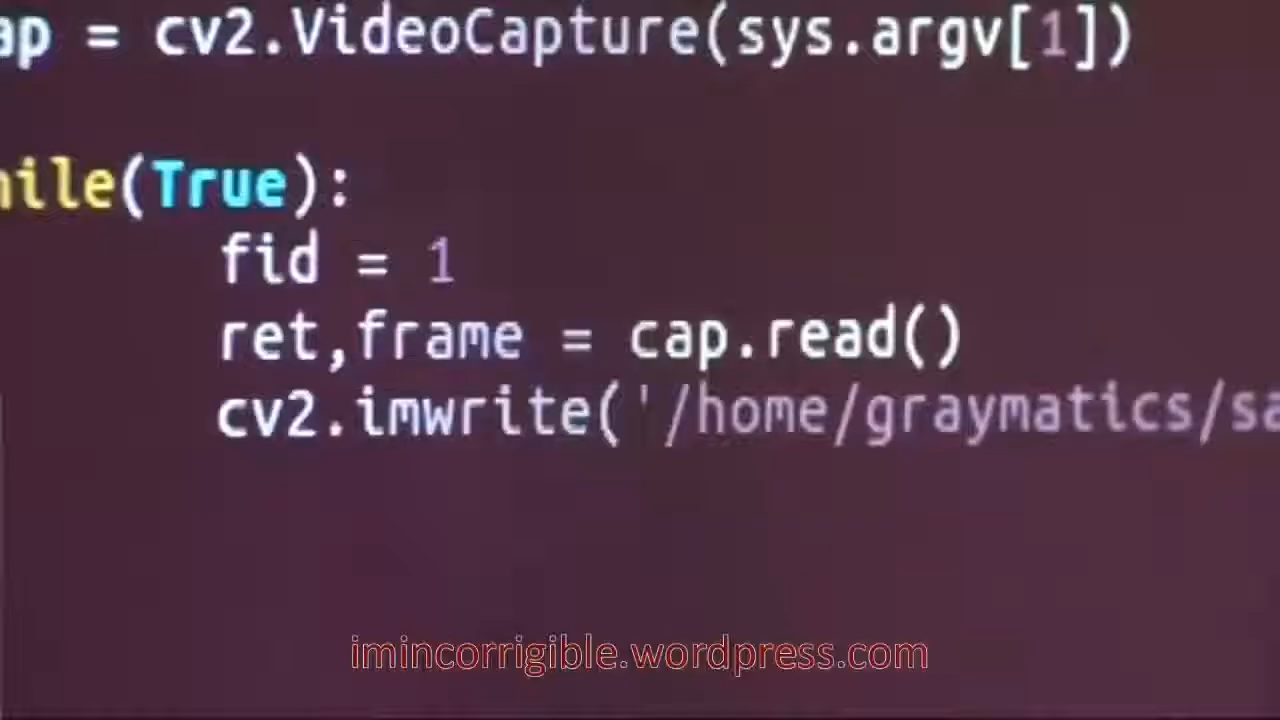 ap = cv2.VideoCapture(sys.argv[1])
hile(True):
fid = 1
ret,frame = cap.read()
cv2.imwrite('/home/graymatics/sa
imincorrigible.wordpress.com